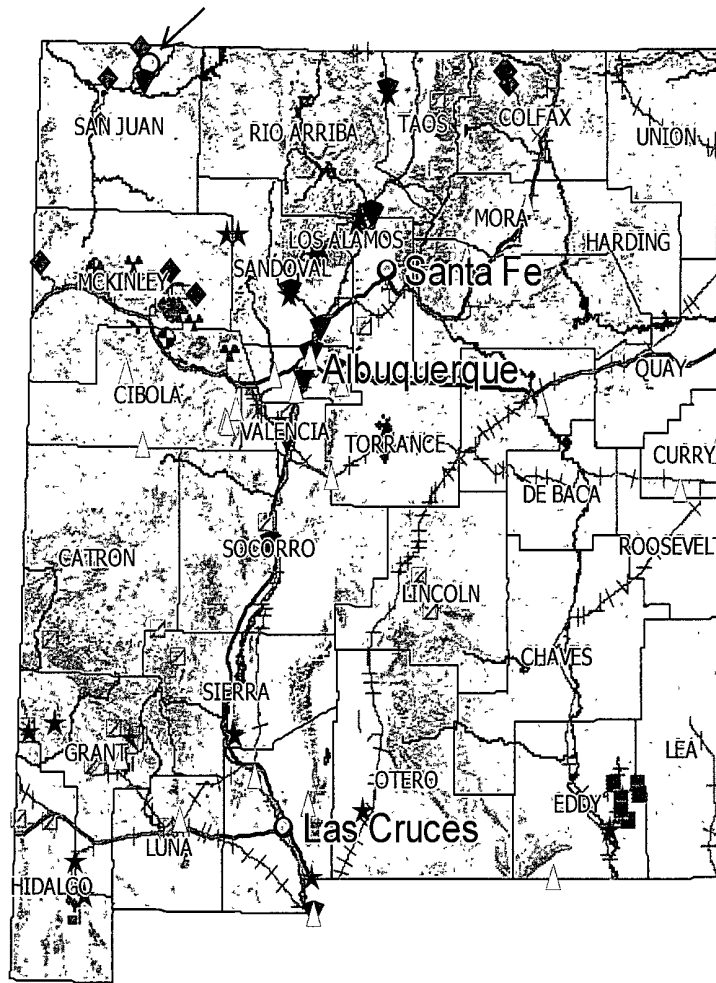 SAN JUAN
RIO ARRIBA
TAOS
COLFAX
UNION
MORA
HARDING
LOS ALAMOS
SANDOVAL
MCKINLEY
Santa Fe
Albuquerque
QUAY
CIBOLA
VALENCIA
TORRANCE
CURRY
DE BACA
SOCORRO
ROOSEVELT
CATRON
LINCOLN
CHAVES
SIERRA
GRANT
OTERO
LEA
EDDY
Las Cruces
LUNA
HIDALGO